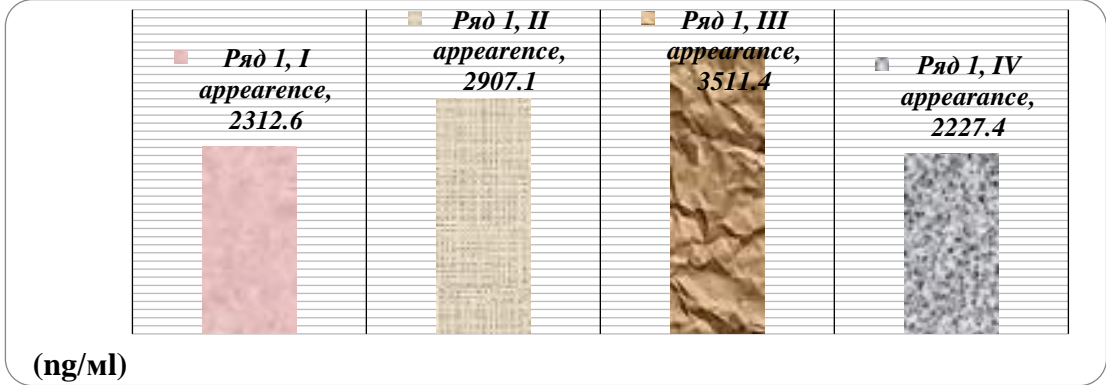 Ряд 1, I
appearence,
2312.6
Ряд 1, II
appearence,
2907.1
Ряд 1, III
appearance,
3511.4
Ряд 1, IV
appearance,
2227.4
(ng/мl)